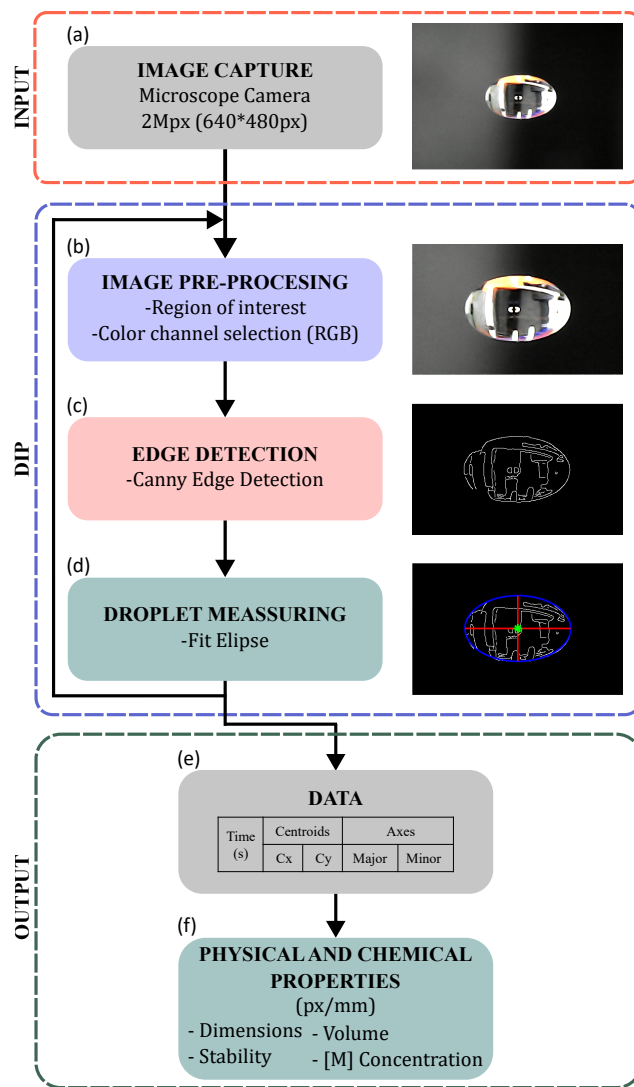 INPUT
(a)
IMAGE CAPTURE
Microscope Camera
2Mpx (640*480px)
DIP
(b)
IMAGE PRE-PROCESING
-Region of interest
-Color channel selection (RGB)
(c)
EDGE DETECTION
-Canny Edge Detection
(d)
DROPLET MEASSURING
-Fit Elipse
OUTPUT
(e)
DATA
Time
(s)
Centroids
Axes
Cx
Cy
Major
Minor
(f)
PHYSICAL AND CHEMICAL
PROPERTIES
(px/mm)
- Dimensions
- Volume
- Stability
- [M] Concentration